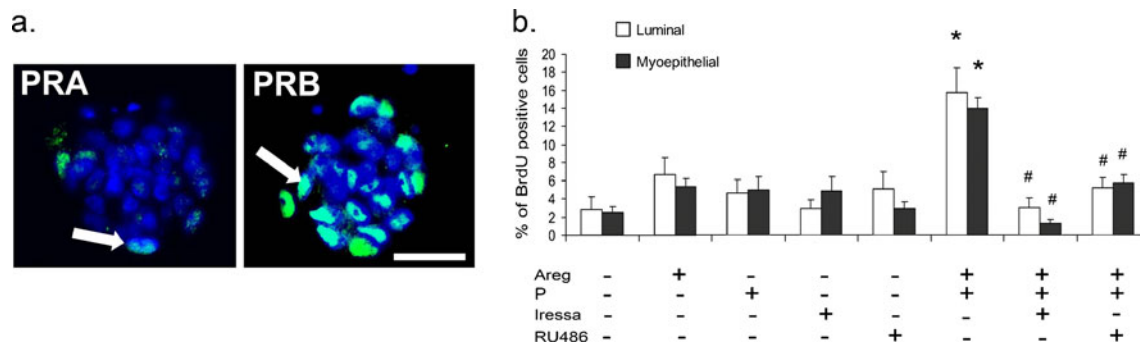 a.
PRA
PRB
b.
Luminal
Myoepithelial
% of BrdU positive cells
20
18
16
14
12
10
8
6
4
2
0
*
*
#
#
#
#
Areg - + - - - + + +
P - - + - - + + +
Iressa - - - + - - + -
RU486 - - - - + - - +